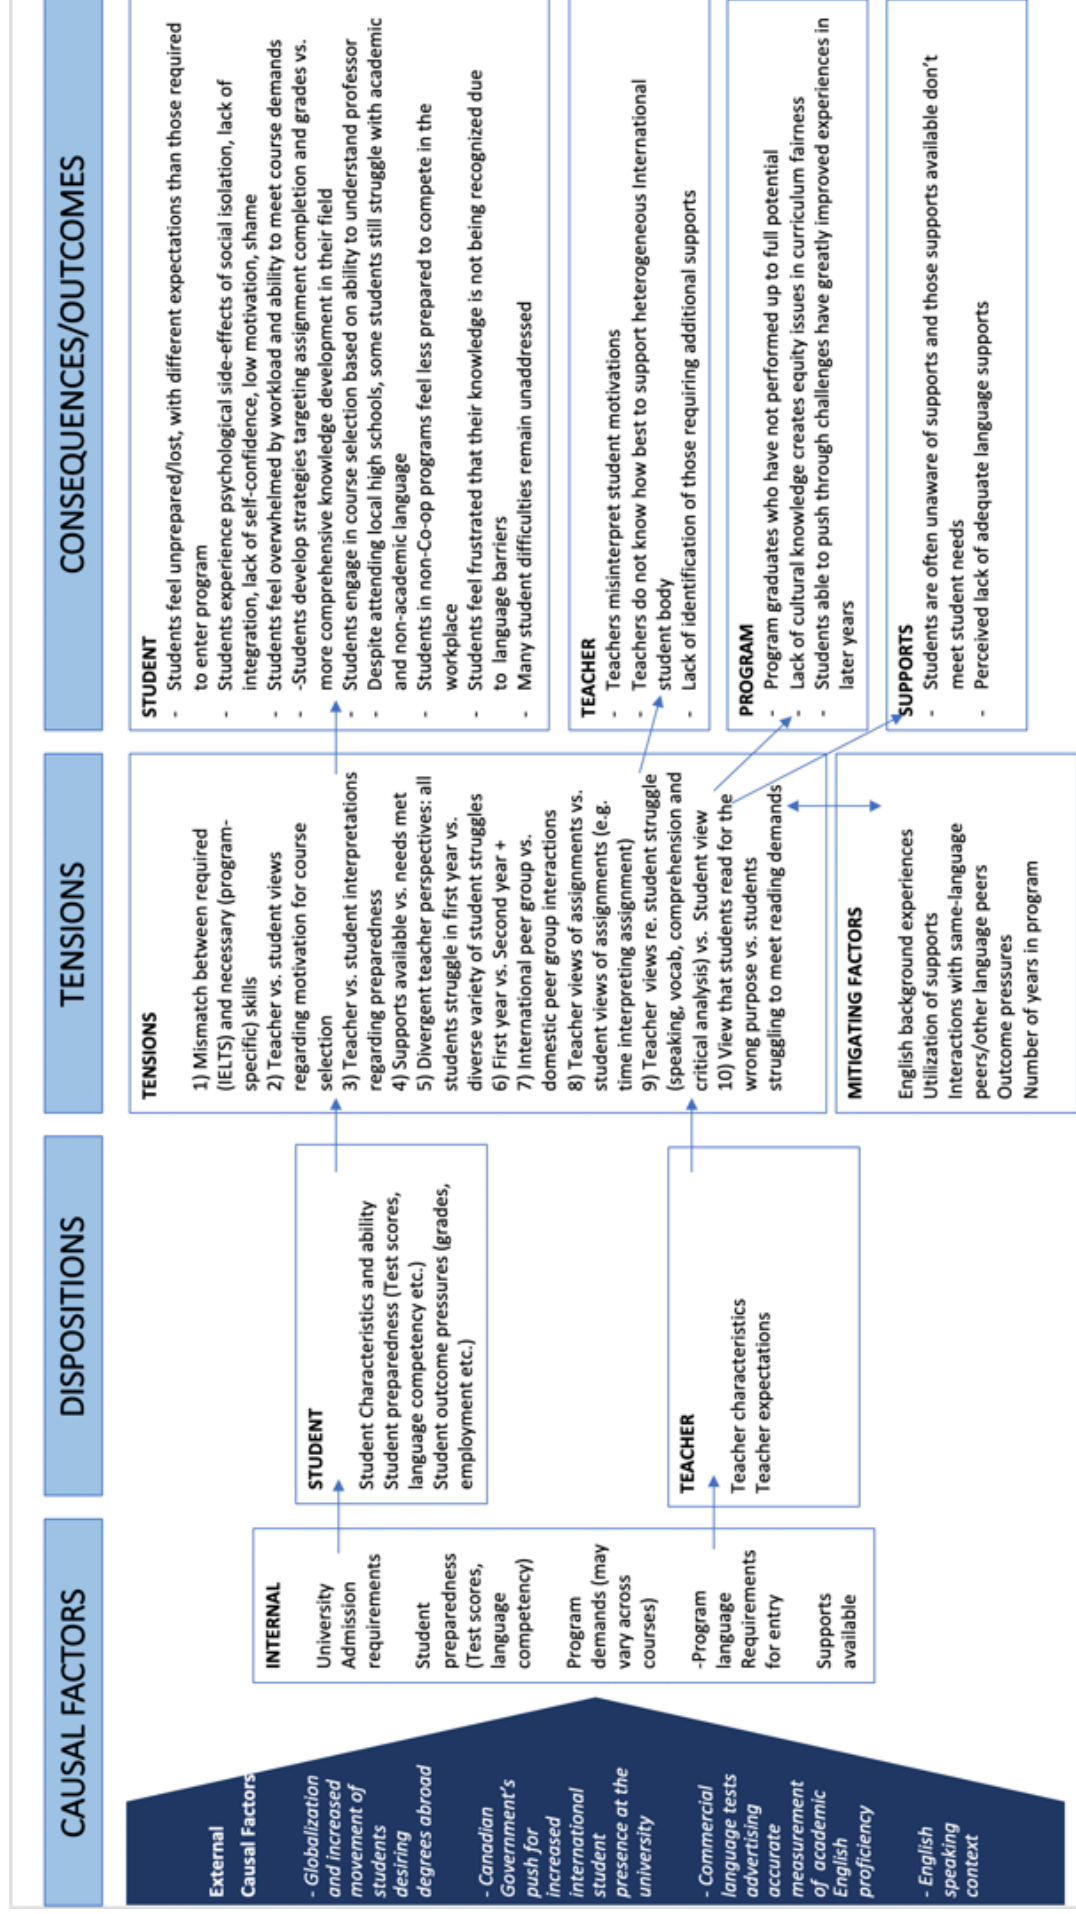 CAUSAL FACTORS
DISPOSITIONS
TENSIONS
CONSEQUENCES/OUTCOMES
External
Causal Factors
- Globalization
and increased
movement of
students
desiring
degrees abroad
- Canadian
Government's
push for
increased
international
student
presence at the
university
- Commercial
language tests
advertising
accurate
measurement
of academic
English
proficiency
- English
speaking
context
INTERNAL
University
Admission
requirements
Student
preparedness
(Test scores,
language
competency)
Program
demands (may
vary across
courses)
-Program
language
Requirements
for entry
Supports
available
STUDENT
Student Characteristics and ability
Student preparedness (Test scores,
language competency etc.)
Student outcome pressures (grades,
employment etc.)
TEACHER
Teacher characteristics
Teacher expectations
TENSIONS
1) Mismatch between required
(IELTS) and necessary (program-
specific) skills
2) Teacher vs. student views
regarding motivation for course
selection
3) Teacher vs. student interpretations
regarding preparedness
4) Supports available vs. needs met
5) Divergent teacher perspectives: all
students struggle in first year vs.
diverse variety of student struggles
6) First year vs. Second year +
7) International peer group vs.
domestic peer group interactions
8) Teacher views of assignments vs.
student views of assignments (e.g.
time interpreting assignment)
9) Teacher views re. student struggle
(speaking, vocab, comprehension and
critical analysis) vs. Student view
10) View that students read for the
wrong purpose vs. students
struggling to meet reading demands
MITIGATING FACTORS
English background experiences
Utilization of supports
Interactions with same-language
peers/other language peers
Outcome pressures
Number of years in program
STUDENT
- Students feel unprepared/lost, with different expectations than those required
to enter program
- Students experience psychological side-effects of social isolation, lack of
integration, lack of self-confidence, low motivation, shame
- Students feel overwhelmed by workload and ability to meet course demands
- -Students develop strategies targeting assignment completion and grades vs.
more comprehensive knowledge development in their field
- Students engage in course selection based on ability to understand professor
- Despite attending local high schools, some students still struggle with academic
and non-academic language
- Students in non-Co-op programs feel less prepared to compete in the
workplace
- Students feel frustrated that their knowledge is not being recognized due
to language barriers
- Many student difficulties remain unaddressed
TEACHER
- Teachers misinterpret student motivations
- Teachers do not know how best to support heterogeneous International
student body
- Lack of identification of those requiring additional supports
PROGRAM
- Program graduates who have not performed up to full potential
- Lack of cultural knowledge creates equity issues in curriculum fairness
- Students able to push through challenges have greatly improved experiences in
later years
SUPPORTS
- Students are often unaware of supports and those supports available don't
meet student needs
- Perceived lack of adequate language supports